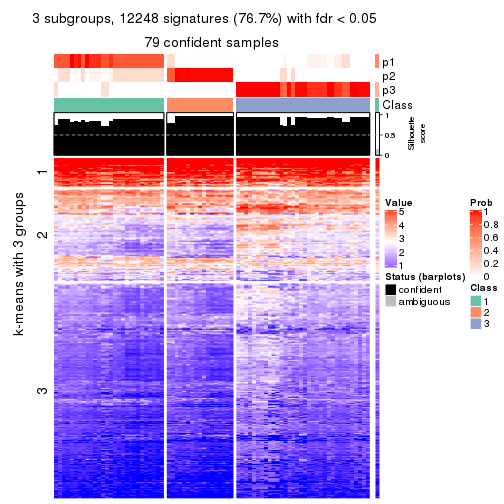 3 subgroups, 12248 signatures (76.7%) with fdr < 0.05
79 confident samples
p1
p2
p3
Class
1
0.5
0
Silhouette
score
k-means with 3 groups
1
2
3
Value
5
4
3
2
1
Status (barplots)
confident
ambiguous
Prob
1
0.8
0.6
0.4
0.2
0
Class
1
2
3